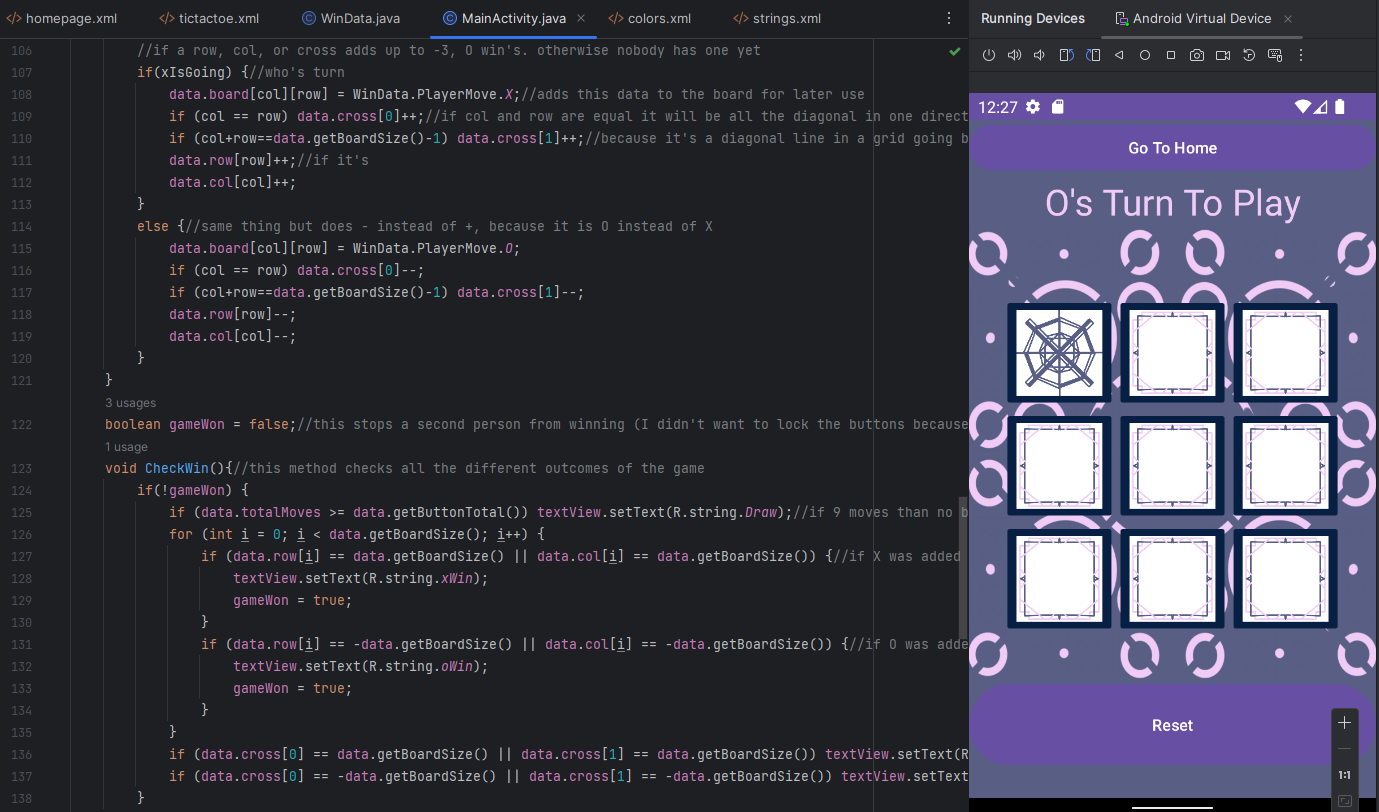 homepage.xml tictactoe.xml WinData.java MainActivity.java colors.xml strings.xml
106 //if a row, col, or cross adds up to -3, O win's. otherwise nobody has one yet
107 if(xIsGoing) {//who's turn
108 data.board[col][row] = WinData.PlayerMove.X;//adds this data to the board for later use
109 if (col == row) data.cross[0]++;//if col and row are equal it will be all the diagonal in one direct
110 if (col+row==data.getBoardSize()-1) data.cross[1]++;//because it's a diagonal line in a grid going b
111 data.row[row]++;//if it's
112 data.col[col]++;
113 }
114 else {//same thing but does - instead of +, because it is O instead of X
115 data.board[col][row] = WinData.PlayerMove.O;
116 if (col == row) data.cross[0]--;
117 if (col+row==data.getBoardSize()-1) data.cross[1]--;
118 data.row[row]--;
119 data.col[col]--;
120 }
121 }
3 usages
122 boolean gameWon = false;//this stops a second person from winning (I didn't want to lock the buttons because
1 usage
123 void CheckWin(){//this method checks all the different outcomes of the game
124 if(!gameWon) {
125 if (data.totalMoves >= data.getButtonTotal()) textView.setText(R.string.Draw);//if 9 moves than no b
126 for (int i = 0; i < data.getBoardSize(); i++) {
127 if (data.row[i] == data.getBoardSize() || data.col[i] == data.getBoardSize()) {//if X was added
128 textView.setText(R.string.xWin);
129 gameWon = true;
130 }
131 if (data.row[i] == -data.getBoardSize() || data.col[i] == -data.getBoardSize()) {//if O was adde
132 textView.setText(R.string.oWin);
133 gameWon = true;
134 }
135 }
136 if (data.cross[0] == data.getBoardSize() || data.cross[1] == data.getBoardSize()) textView.setText(R
137 if (data.cross[0] == -data.getBoardSize() || data.cross[1] == -data.getBoardSize()) textView.setText
138 }
Running Devices Android Virtual Device
12:27
Go To Home
O's Turn To Play
Reset
1:1